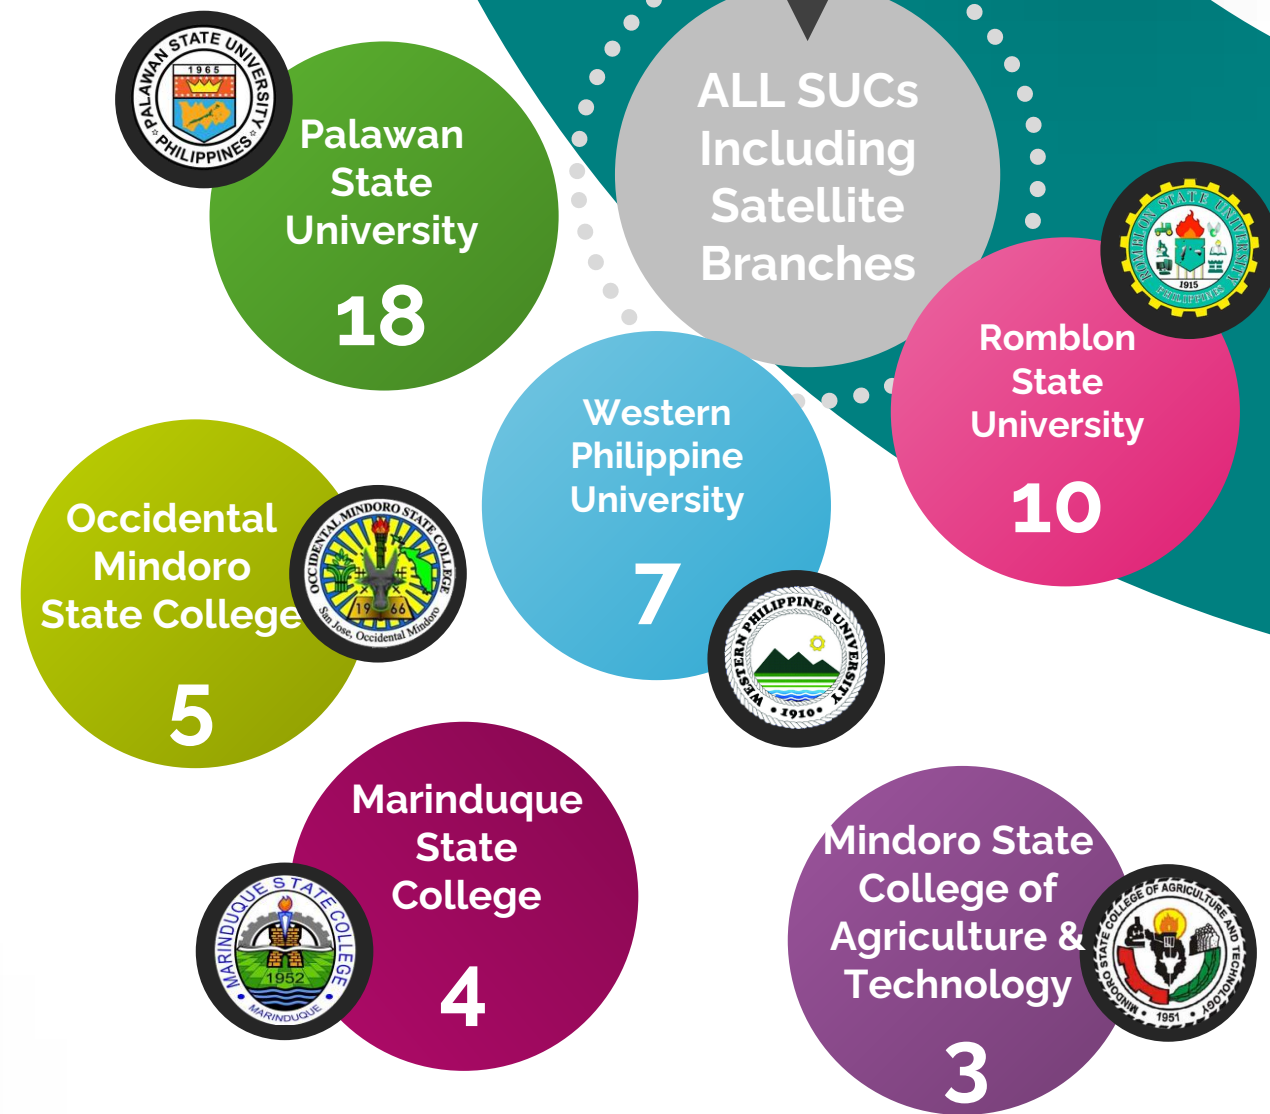 PALAWAN STATE UNIVERSITY
1965
PHILIPPINES
Palawan
State
University
18
ALL SUCs
Including
Satellite
Branches
ROMBLON STATE UNIVERSITY
1915
PHILIPPINES
Romblon
State
University
10
Western
Philippine
University
7
WESTERN PHILIPPINES UNIVERSITY
1910
Occidental
Mindoro
State College
5
OCCIDENTAL MINDORO STATE COLLEGE
1966
San Jose, Occidental Mindoro
Marinduque
State
College
4
MARINDUQUE STATE COLLEGE
1952
MARINDUQUE
Mindoro State
College of
Agriculture &
Technology
3
MINDORO STATE COLLEGE OF AGRICULTURE AND TECHNOLOGY
1951